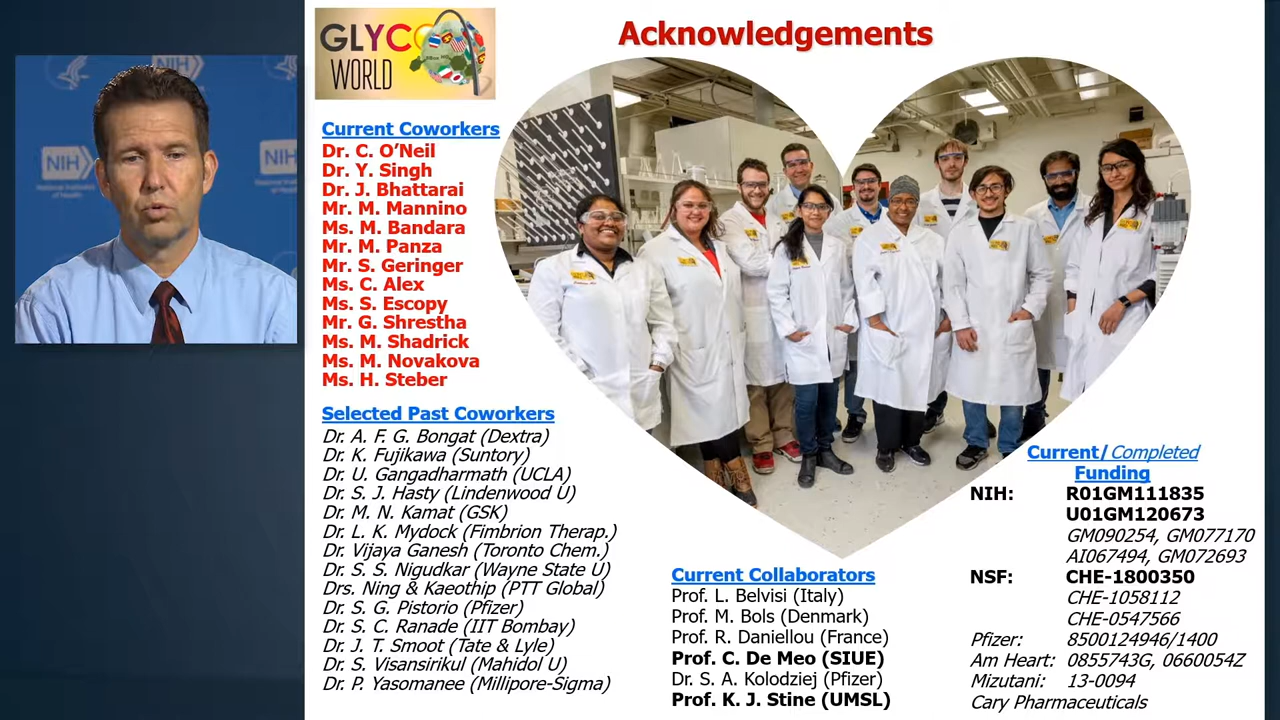 NIH
NIH
National Institutes
of Health
NIH
GLYCO
WORLD
Acknowledgements
Current Coworkers
Dr. C. O’Neil
Dr. Y. Singh
Dr. J. Bhattarai
Mr. M. Mannino
Ms. M. Bandara
Mr. M. Panza
Mr. S. Geringer
Ms. C. Alex
Ms. S. Escopy
Mr. G. Shrestha
Ms. M. Shadrick
Ms. M. Novakova
Ms. H. Steber
Selected Past Coworkers
Dr. A. F. G. Bongat (Dextra)
Dr. K. Fujikawa (Suntory)
Dr. U. Gangadharmath (UCLA)
Dr. S. J. Hasty (Lindenwood U)
Dr. M. N. Kamat (GSK)
Dr. L. K. Mydock (Fimbrion Therap.)
Dr. Vijaya Ganesh (Toronto Chem.)
Dr. S. S. Nigudkar (Wayne State U)
Drs. Ning & Kaeothip (PTT Global)
Dr. S. G. Pistorio (Pfizer)
Dr. S. C. Ranade (IIT Bombay)
Dr. J. T. Smoot (Tate & Lyle)
Dr. S. Visansirikul (Mahidol U)
Dr. P. Yasomanee (Millipore-Sigma)
Current Collaborators
Prof. L. Belvisi (Italy)
Prof. M. Bols (Denmark)
Prof. R. Daniellou (France)
Prof. C. De Meo (SIUE)
Dr. S. A. Kolodziej (Pfizer)
Prof. K. J. Stine (UMSL)
Current/Completed
Funding
NIH: R01GM111835
U01GM120673
GM090254, GM077170
AI067494, GM072693
NSF: CHE-1800350
CHE-1058112
CHE-0547566
Pfizer: 8500124946/1400
Am Heart: 0855743G, 0660054Z
Mizutani: 13-0094
Cary Pharmaceuticals